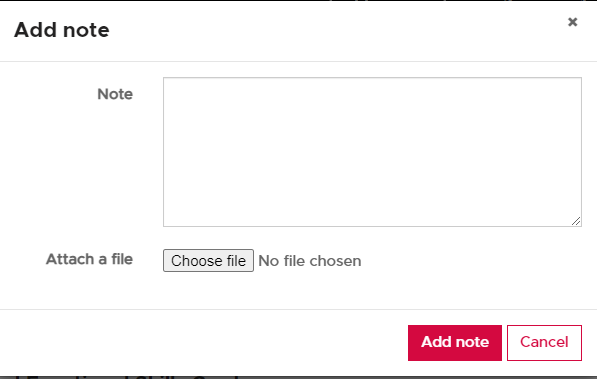 Add note
×
Note
Attach a file
Choose file No file chosen
Add note
Cancel